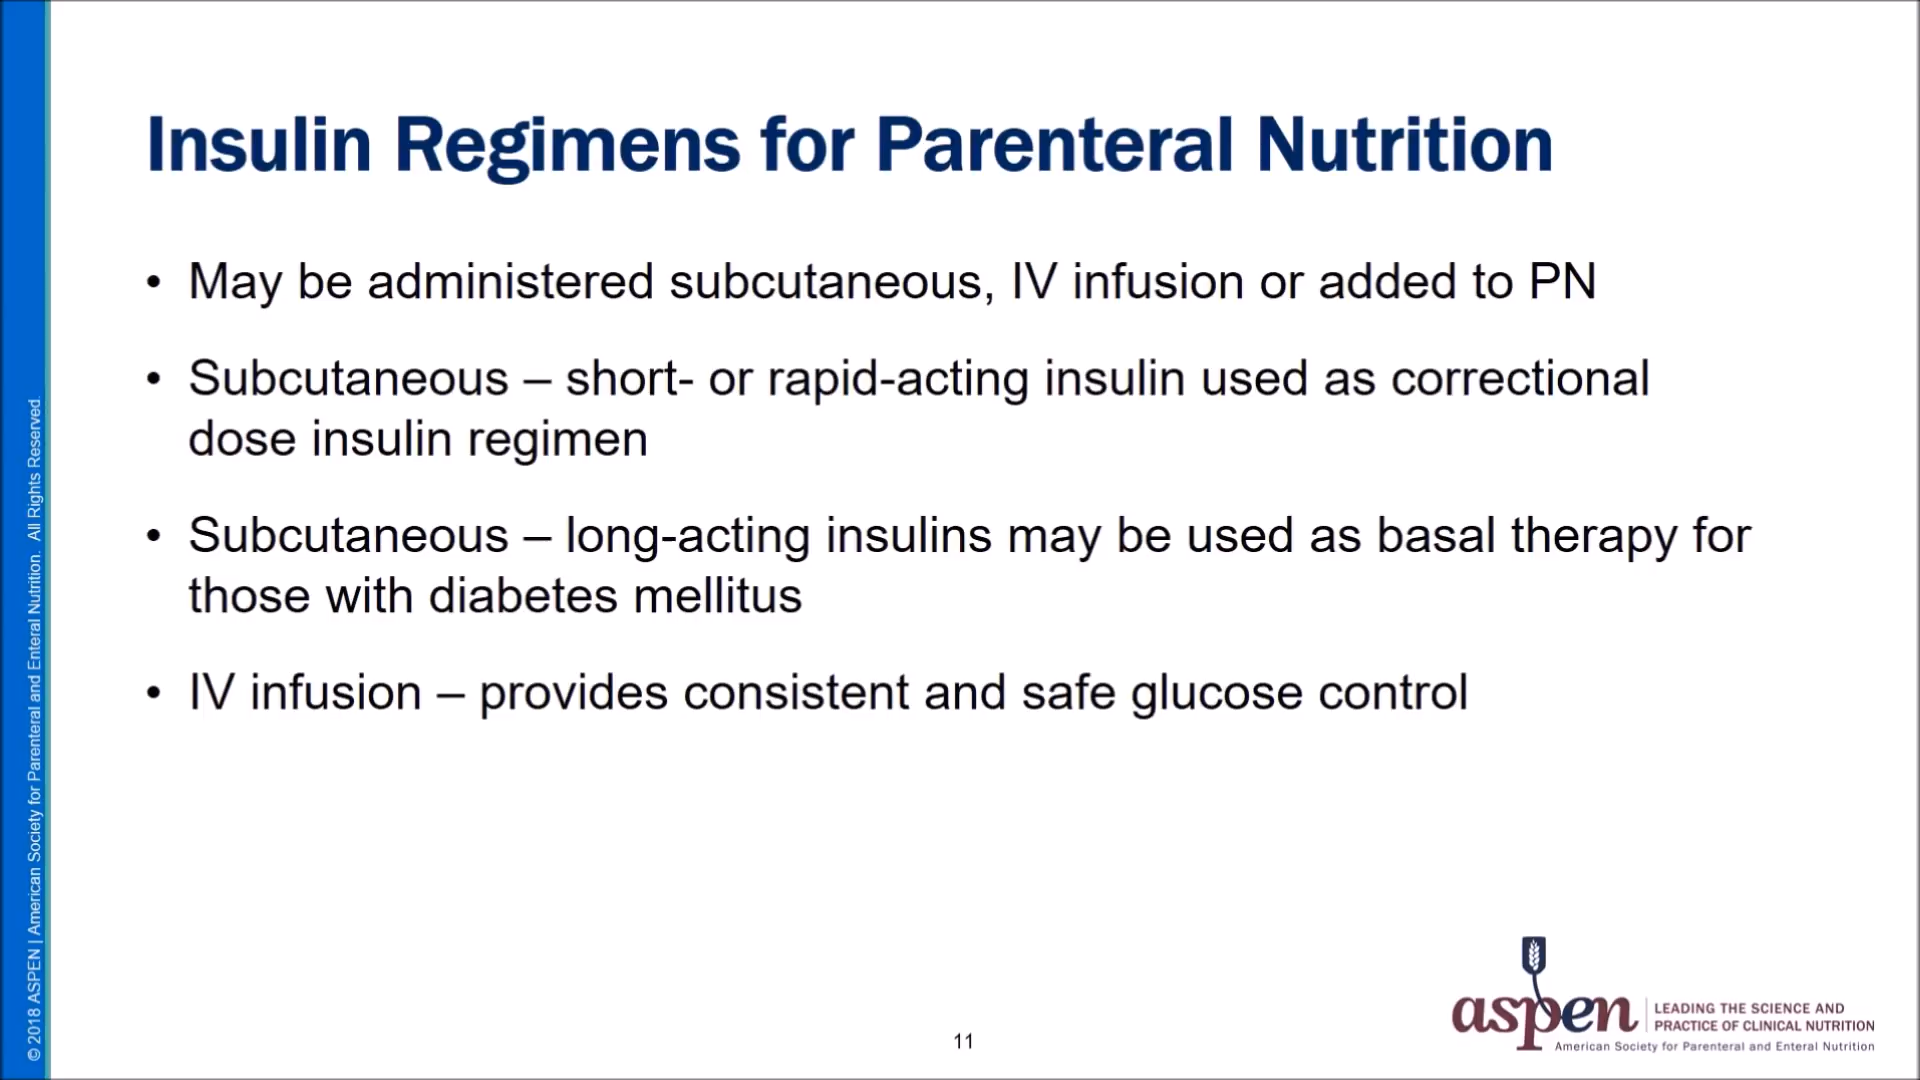 Insulin Regimens for Parenteral Nutrition
• May be administered subcutaneous, IV infusion or added to PN
• Subcutaneous – short- or rapid-acting insulin used as correctional
dose insulin regimen
• Subcutaneous – long-acting insulins may be used as basal therapy for
those with diabetes mellitus
• IV infusion – provides consistent and safe glucose control
© 2018 ASPEN | American Society for Parenteral and Enteral Nutrition. All Rights Reserved.
11
aspen
LEADING THE SCIENCE AND
PRACTICE OF CLINICAL NUTRITION
American Society for Parenteral and Enteral Nutrition